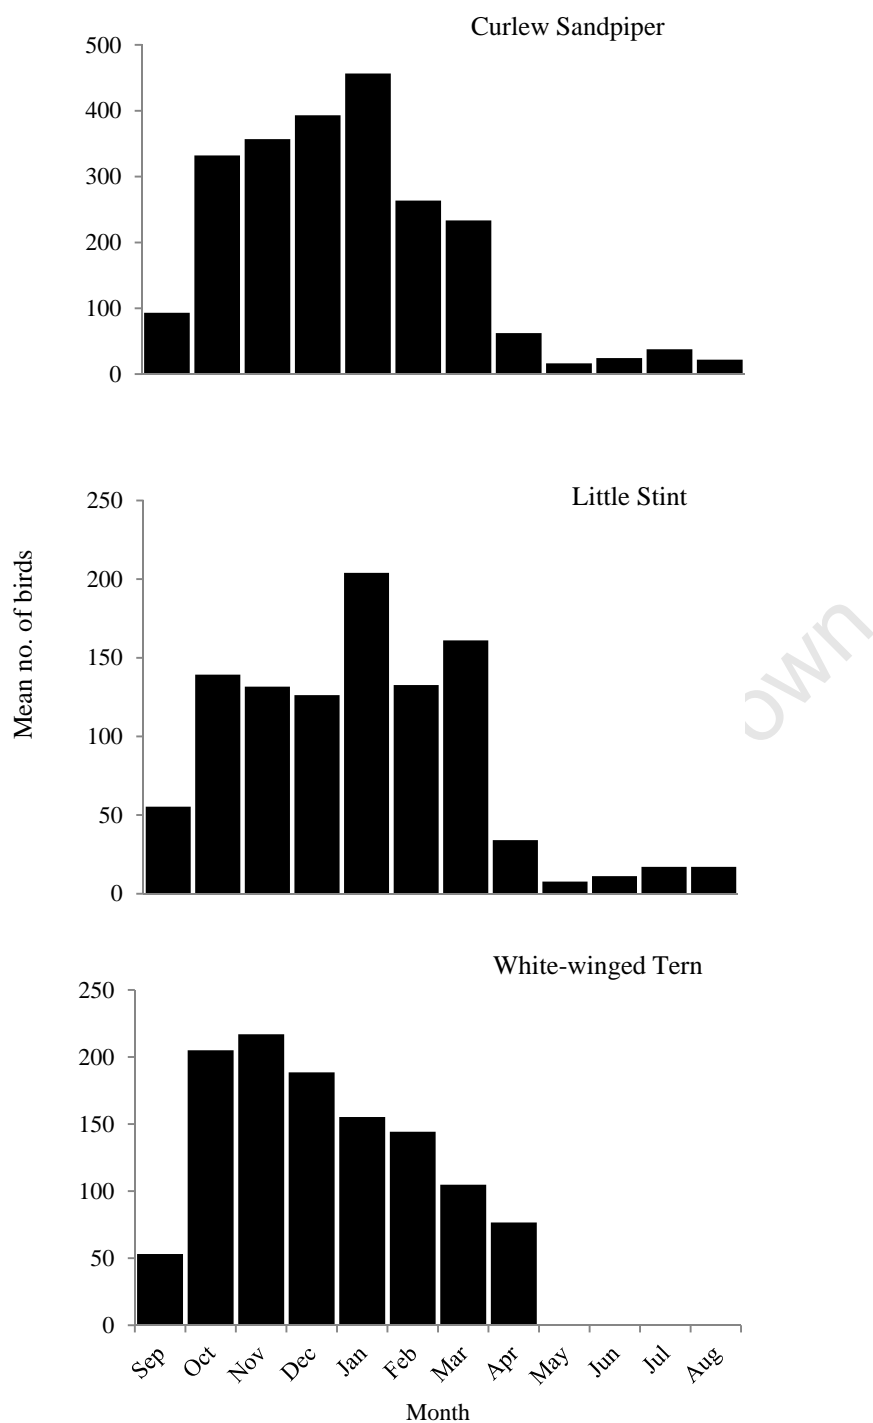 Curlew Sandpiper
500
400
300
200
100
0
Little Stint
250
200
150
100
50
0
Mean no. of birds
own
White-winged Tern
250
200
150
100
50
0
Sep Oct Nov Dec Jan Feb Mar Apr May Jun Jul Aug
Month